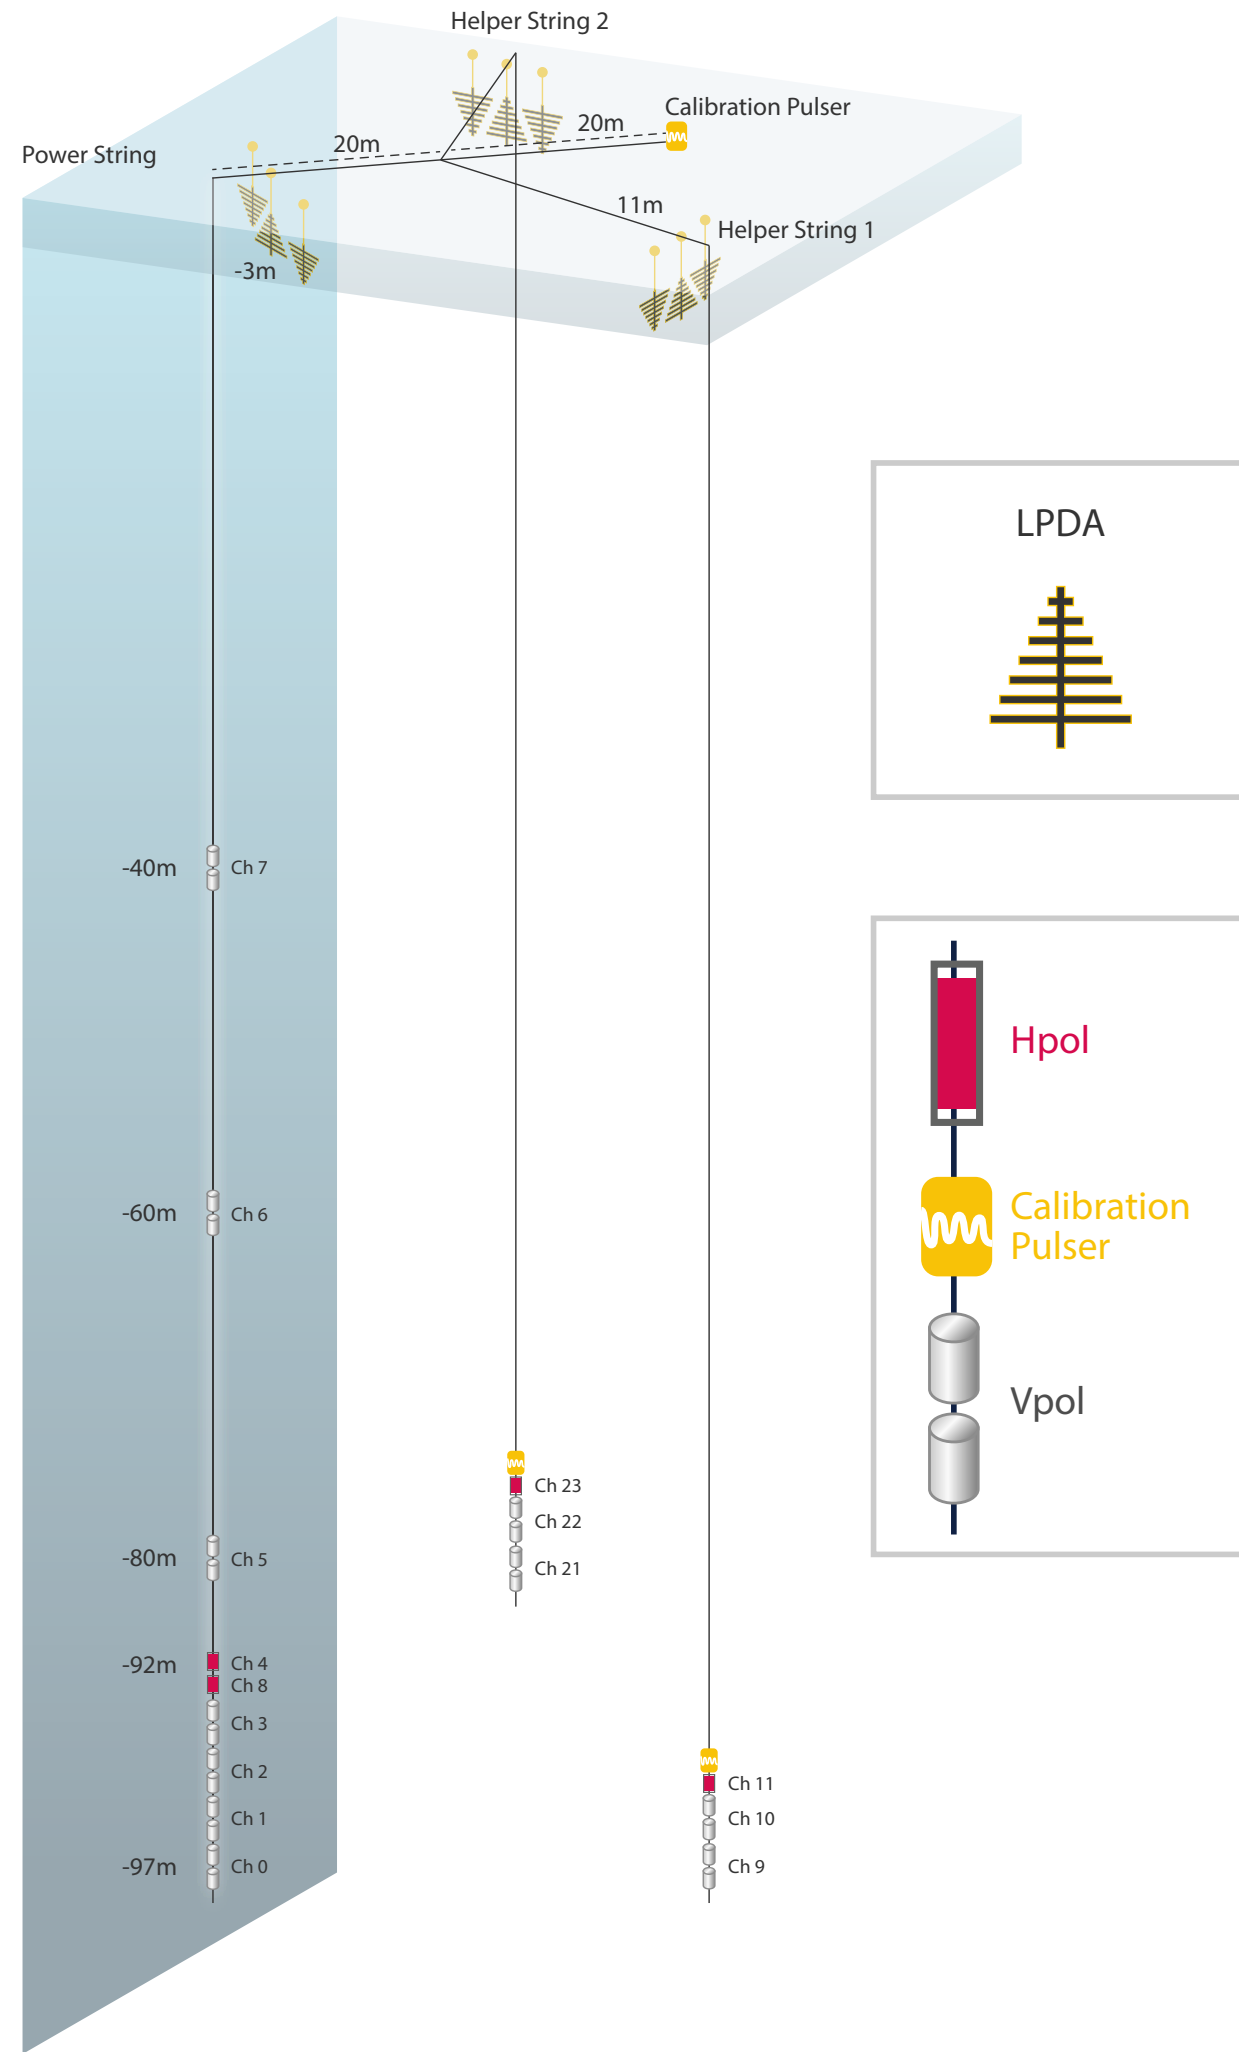 Helper String 2
Calibration Pulser
20m
20m
Power String
11m
Helper String 1
-3m
LPDA
-40m
Ch 7
Hpol
-60m
Ch 6
Calibration
Pulser
Vpol
Ch 23
Ch 22
-80m
Ch 5
Ch 21
-92m
Ch 4
Ch 8
Ch 3
Ch 2
Ch 11
Ch 1
Ch 10
-97m
Ch 0
Ch 9